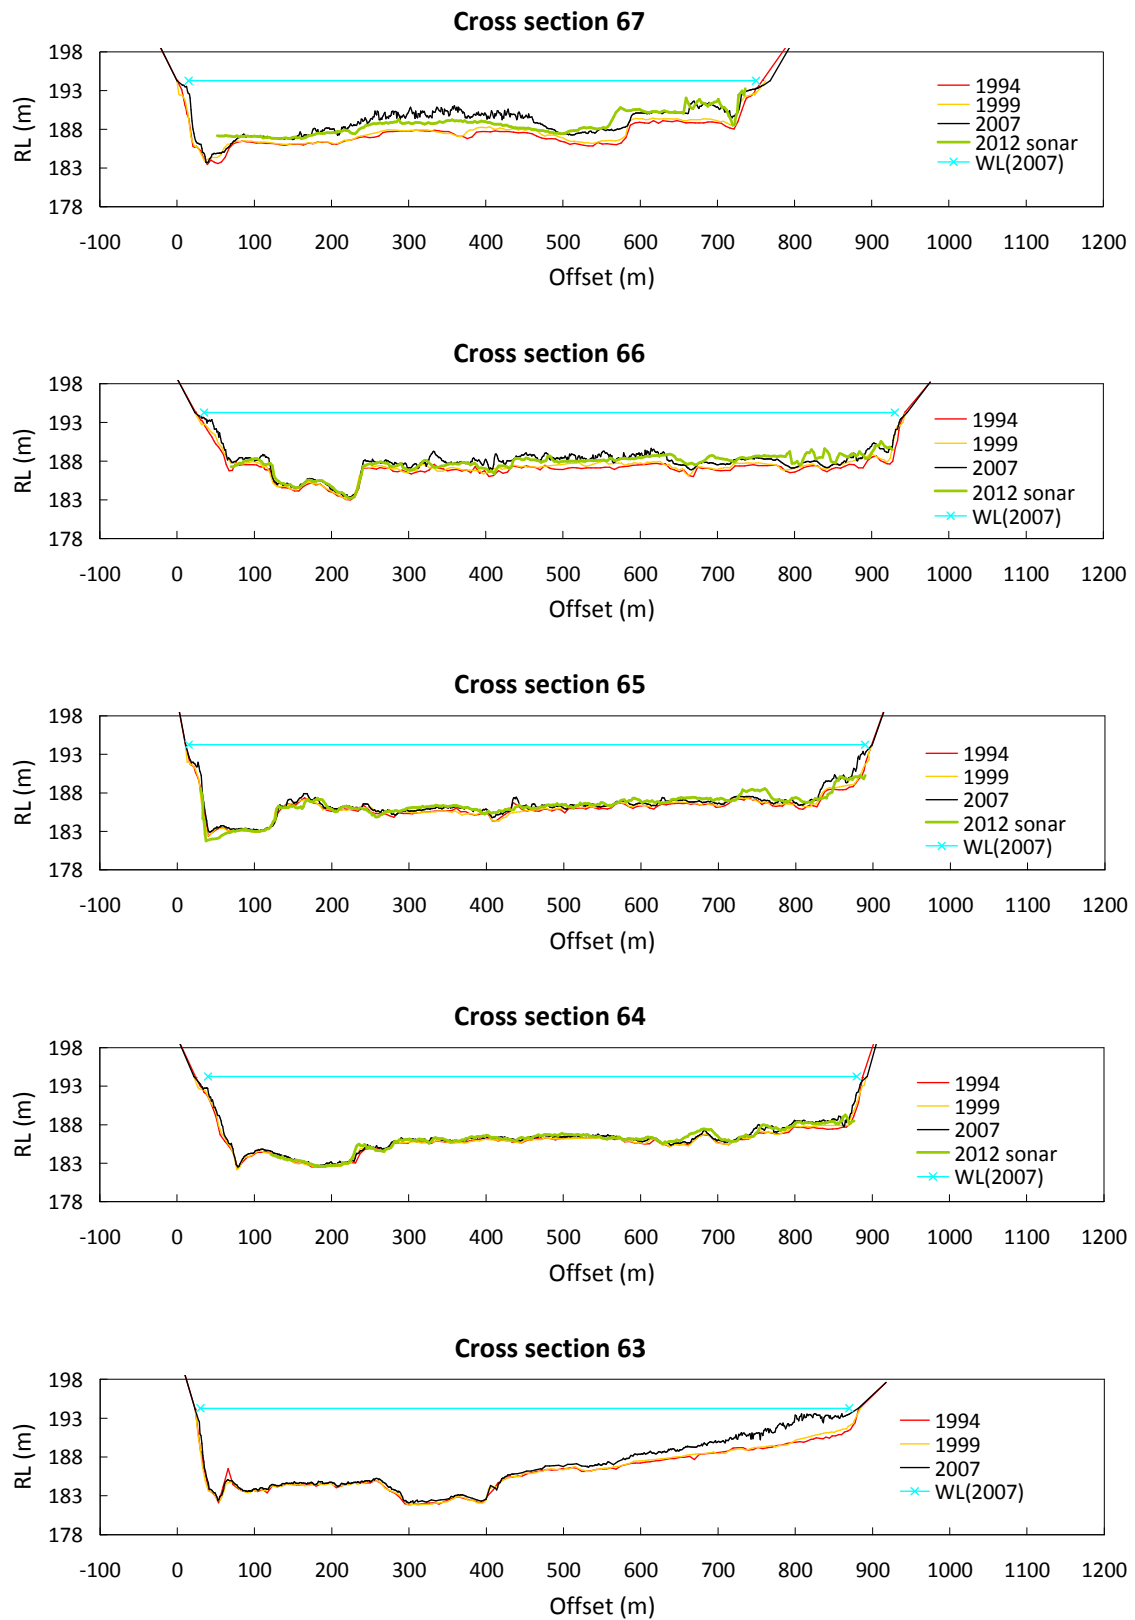 Cross section 67
198
193
188
183
178
RL (m)
-100 0 100 200 300 400 500 600 700 800 900 1000 1100 1200
Offset (m)
1994
1999
2007
2012 sonar
WL(2007)
Cross section 66
198
193
188
183
178
RL (m)
-100 0 100 200 300 400 500 600 700 800 900 1000 1100 1200
Offset (m)
1994
1999
2007
2012 sonar
WL(2007)
Cross section 65
198
193
188
183
178
RL (m)
-100 0 100 200 300 400 500 600 700 800 900 1000 1100 1200
Offset (m)
1994
1999
2007
2012 sonar
WL(2007)
Cross section 64
198
193
188
183
178
RL (m)
-100 0 100 200 300 400 500 600 700 800 900 1000 1100 1200
Offset (m)
1994
1999
2007
2012 sonar
WL(2007)
Cross section 63
198
193
188
183
178
RL (m)
-100 0 100 200 300 400 500 600 700 800 900 1000 1100 1200
Offset (m)
1994
1999
2007
WL(2007)